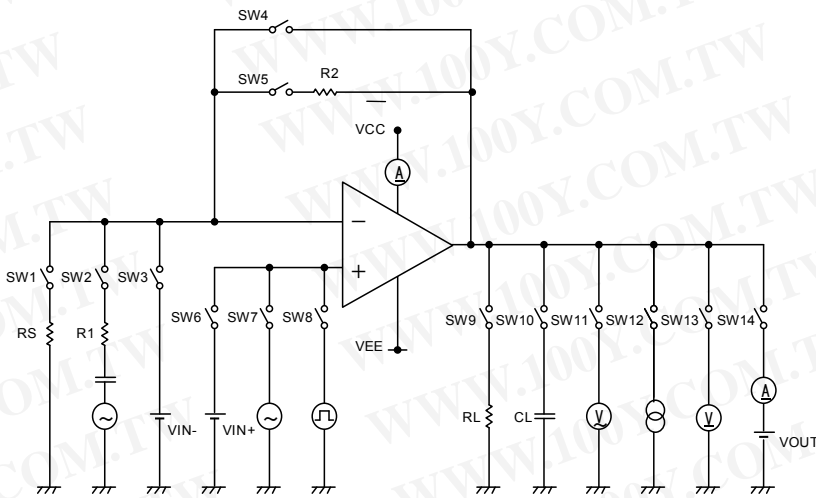 SW4
SW5 R2
VCC
A
SW1 SW2 SW3
SW6 SW7 SW8
SW9 SW10 SW11 SW12 SW13 SW14
RS R1
VEE
VIN- VIN+
RL CL V V A
VOUT
WWW.100Y.COM.TW